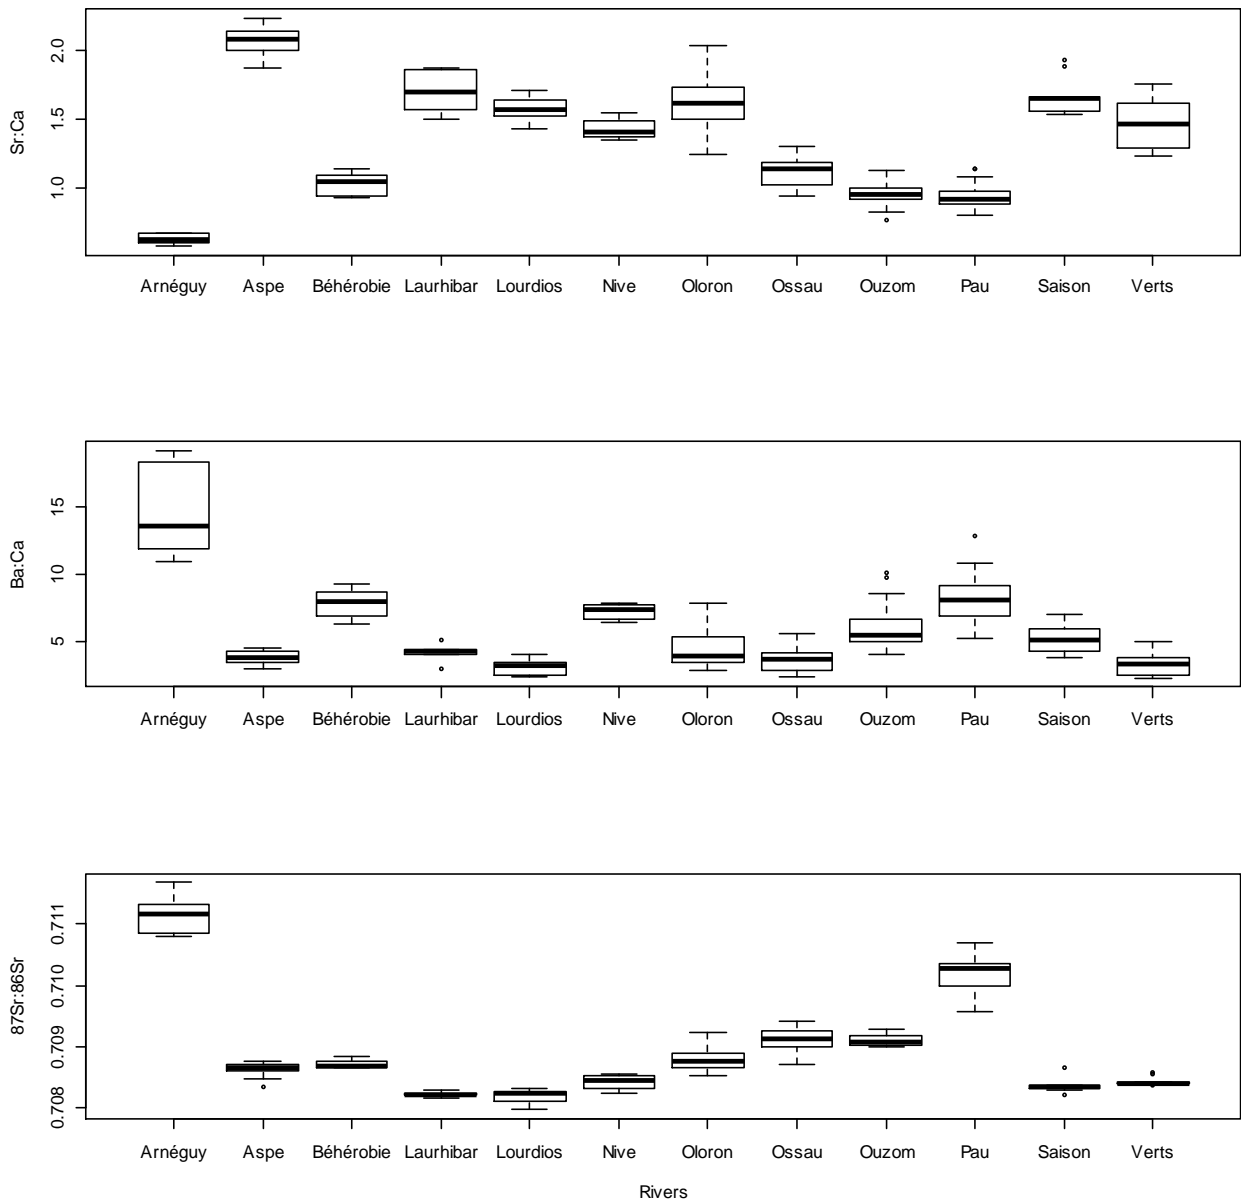 Sr:Ca
2.0
1.5
1.0
Arnéguy Aspe Béhérobie Laurhibar Lourdios Nive Oloron Ossau Ouzom Pau Saison Verts
Ba:Ca
15
10
5
Arnéguy Aspe Béhérobie Laurhibar Lourdios Nive Oloron Ossau Ouzom Pau Saison Verts
87Sr:86Sr
0.711
0.710
0.709
0.708
Arnéguy Aspe Béhérobie Laurhibar Lourdios Nive Oloron Ossau Ouzom Pau Saison Verts
Rivers